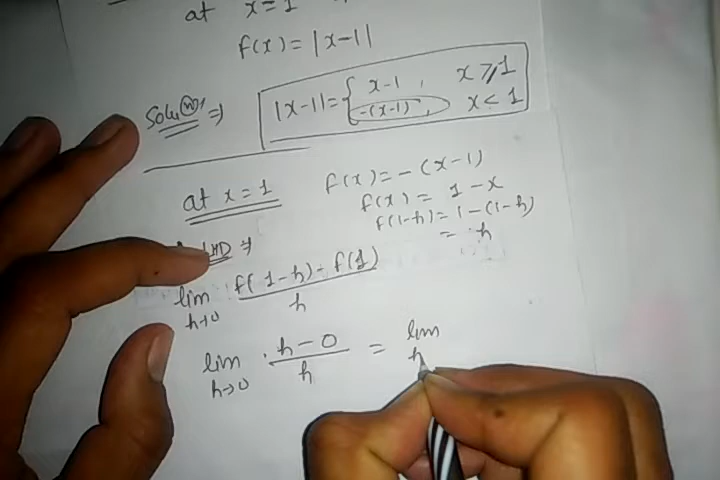 at x=1
f(x)=|x-1|
Solu(n) ⇒ |x-1|={ x-1, x≥1
-(x-1), x<1
at x=1
f(x)=-(x-1)
f(x)= 1-x
f(1-h)=1-(1-h)
= h
LHD ⇒
lim h→0 f(1-h)-f(1) / h
lim h→0 h-0 / h = lim h